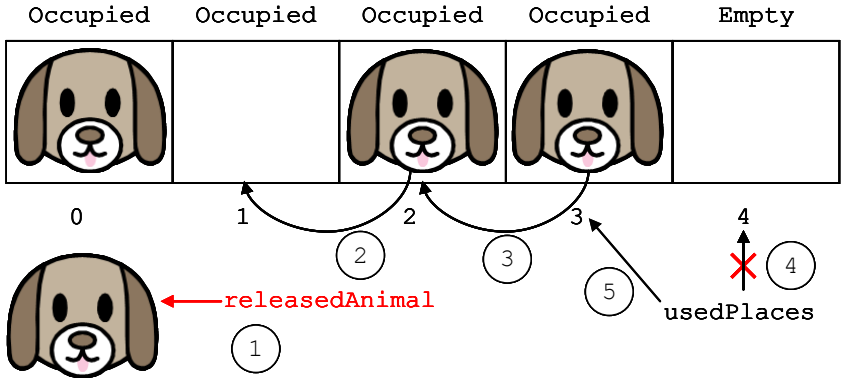 Occupied Occupied Occupied Occupied Empty
0 1 2 3 4
2 3 4
releasedAnimal 5 usedPlaces
1